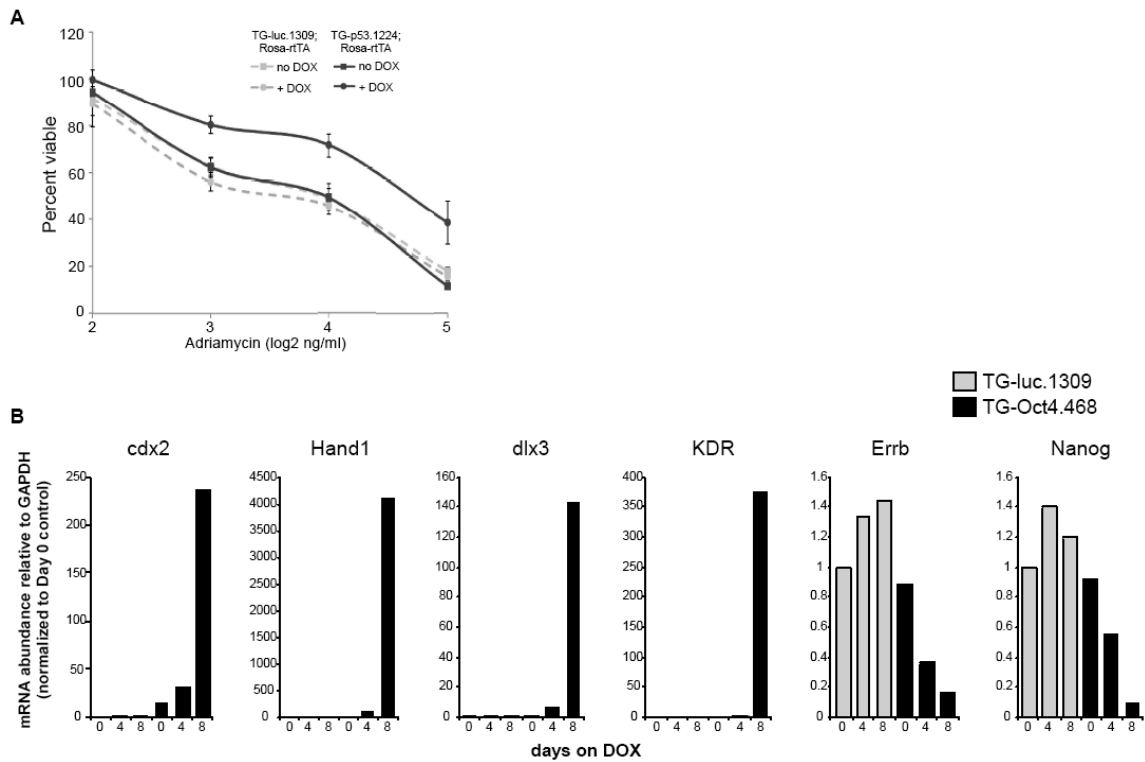 A
120
100
80
60
40
20
0
Percent viable
2 3 4 5
Adriamycin (log2 ng/ml)
TG-luc.1309; TG-p53.1224;
Rosa-rtTA Rosa-rtTA
no DOX no DOX
+ DOX + DOX
TG-luc.1309
TG-Oct4.468
B
mRNA abundance relative to GAPDH
(normalized to Day 0 control)
cdx2
250
200
150
100
50
0
0 4 8 0 4 8
Hand1
4500
4000
3500
3000
2500
2000
1500
1000
500
0
0 4 8 0 4 8
dlx3
160
140
120
100
80
60
40
20
0
0 4 8 0 4 8
KDR
400
350
300
250
200
150
100
50
0
0 4 8 0 4 8
Errb
1.6
1.4
1.2
1
0.8
0.6
0.4
0.2
0
0 4 8 0 4 8
Nanog
1.6
1.4
1.2
1
0.8
0.6
0.4
0.2
0
0 4 8 0 4 8
days on DOX